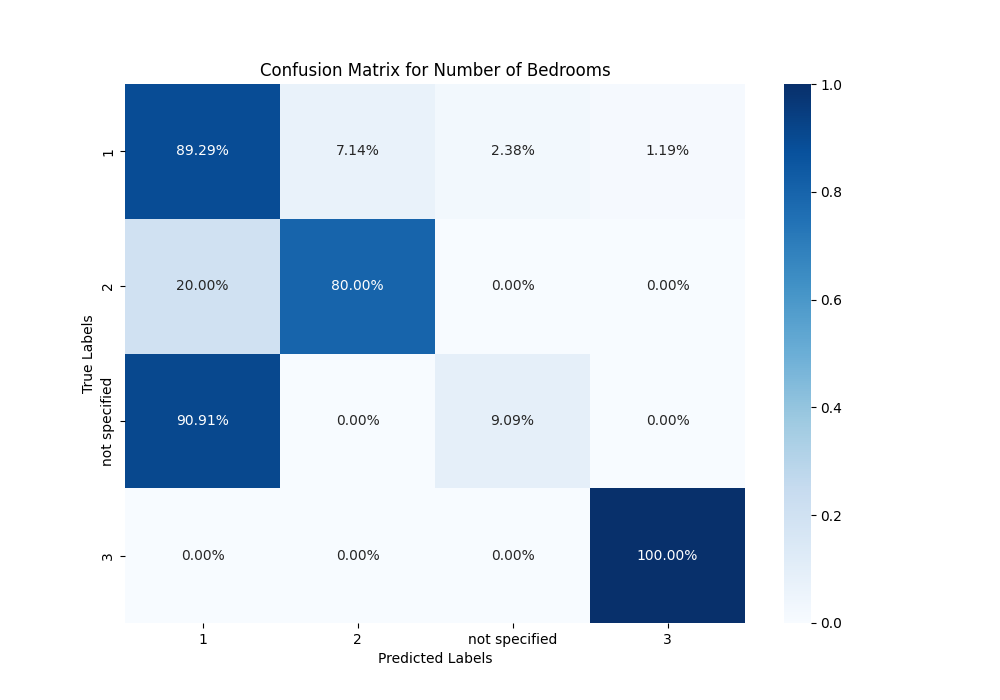 Confusion Matrix for Number of Bedrooms
1 89.29% 7.14% 2.38% 1.19%
2 20.00% 80.00% 0.00% 0.00%
not specified 90.91% 0.00% 9.09% 0.00%
3 0.00% 0.00% 0.00% 100.00%
True Labels
1 2 not specified 3
Predicted Labels
1.0
0.8
0.6
0.4
0.2
0.0